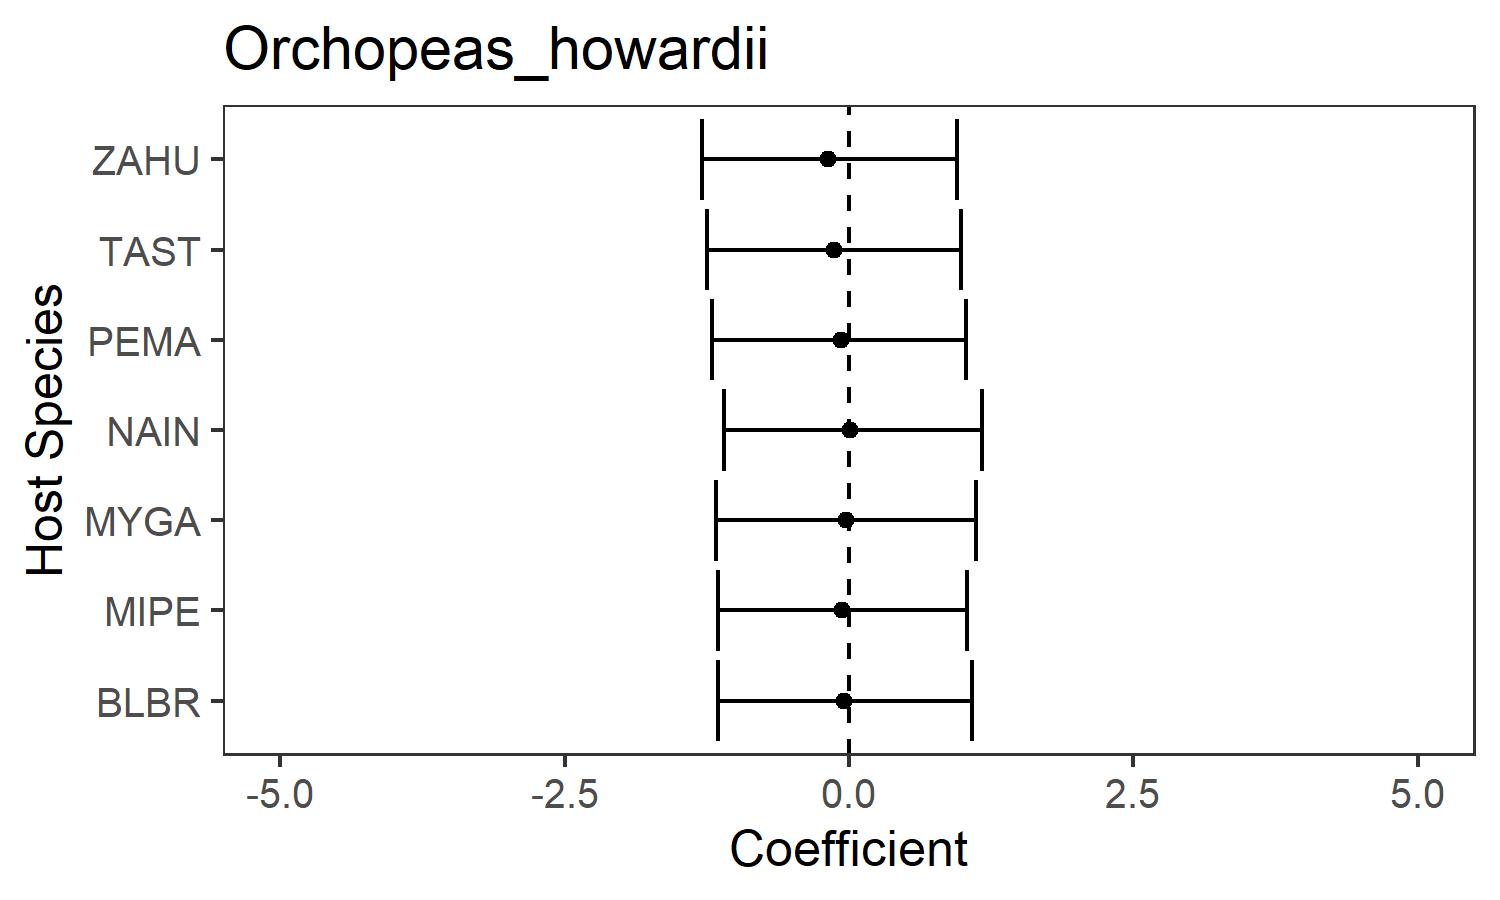 Orchopeas_howardii
ZAHU
TAST
PEMA
NAIN
MYGA
MIPE
BLBR
Host Species
-5.0 -2.5 0.0 2.5 5.0
Coefficient